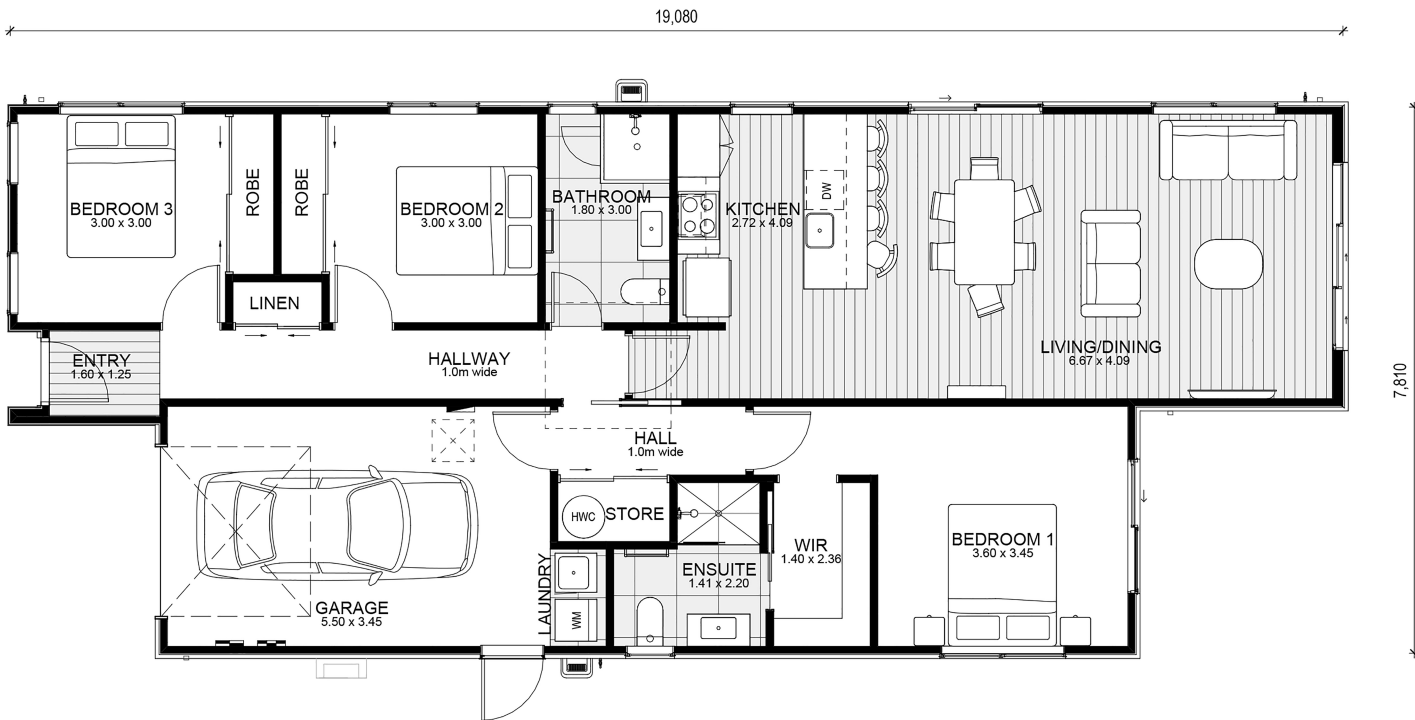 19,080
BEDROOM 3
3.00 x 3.00
ROBE
ROBE
BEDROOM 2
3.00 x 3.00
BATHROOM
1.80 x 3.00
KITCHEN
2.72 x 4.09
DW
LINEN
ENTRY
1.60 x 1.25
HALLWAY
1.0m wide
LIVING/DINING
6.67 x 4.09
7,810
HALL
1.0m wide
HWC
STORE
WIR
1.40 x 2.36
BEDROOM 1
3.60 x 3.45
ENSUITE
1.41 x 2.20
LAUNDRY
WM
GARAGE
5.50 x 3.45